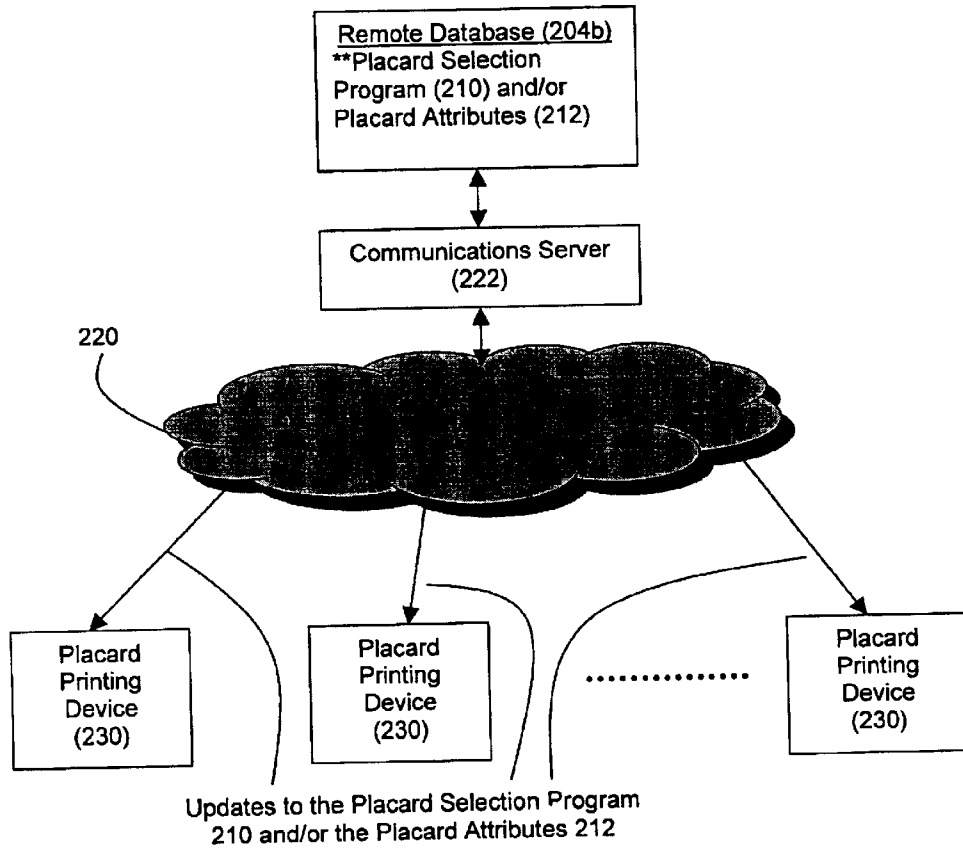 Remote Database (204b)
**Placard Selection
Program (210) and/or
Placard Attributes (212)
Communications Server
(222)
220
Placard
Printing
Device
(230)
Placard
Printing
Device
(230)
Placard
Printing
Device
(230)
Updates to the Placard Selection Program
210 and/or the Placard Attributes 212